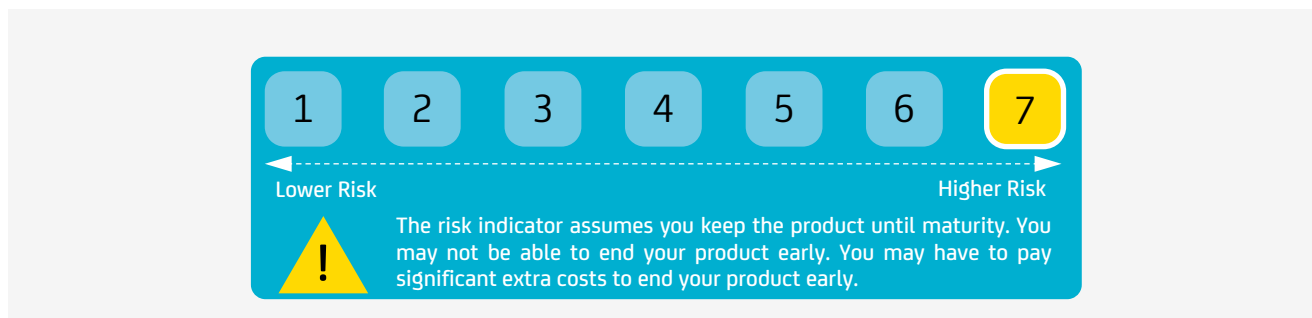 1 2 3 4 5 6 7
Lower Risk Higher Risk
!
The risk indicator assumes you keep the product until maturity. You
may not be able to end your product early. You may have to pay
significant extra costs to end your product early.